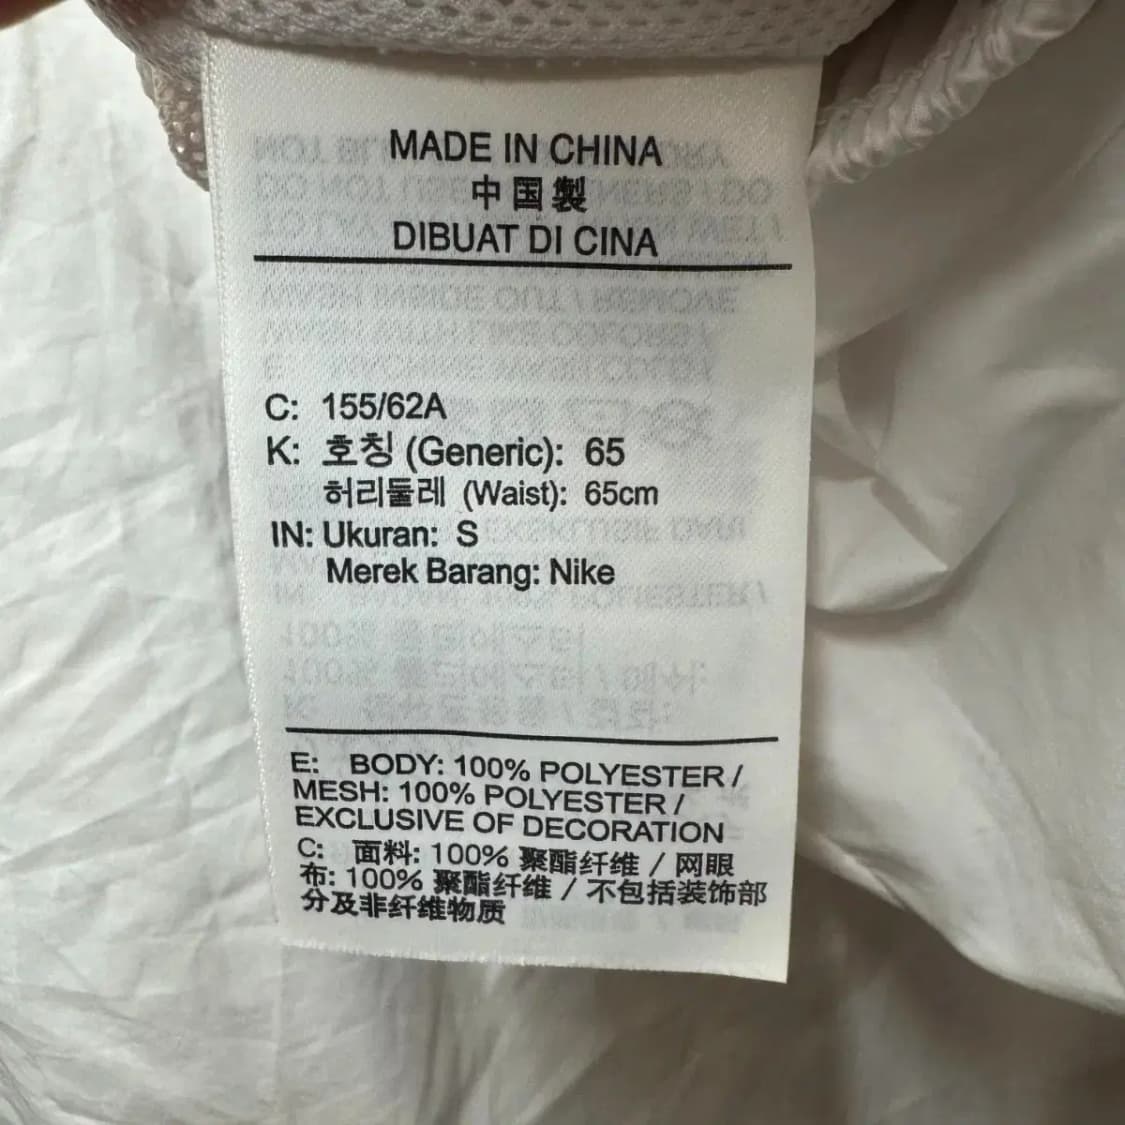 MADE IN CHINA
中国製
DIBUAT DI CINA
C: 155/62A
K: 호칭 (Generic): 65
허리둘레 (Waist): 65cm
IN: Ukuran: S
Merek Barang: Nike
E: BODY: 100% POLYESTER /
MESH: 100% POLYESTER /
EXCLUSIVE OF DECORATION
C: 面料: 100% 聚酯纤维 / 网眼
布: 100% 聚酯纤维 / 不包括装饰部
分及非纤维物质